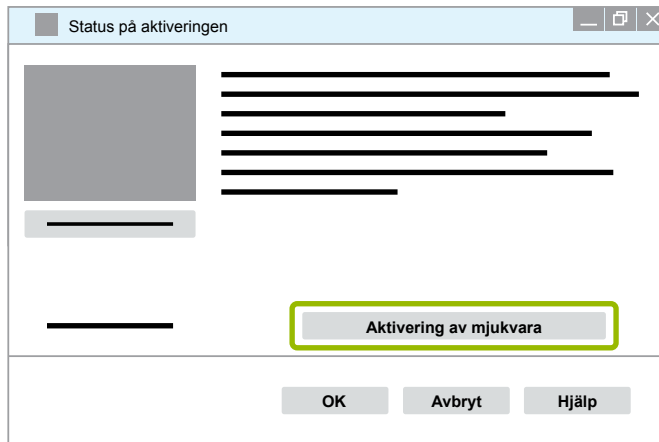 Status på aktiveringen
Aktivering av mjukvara
OK
Avbryt
Hjälp